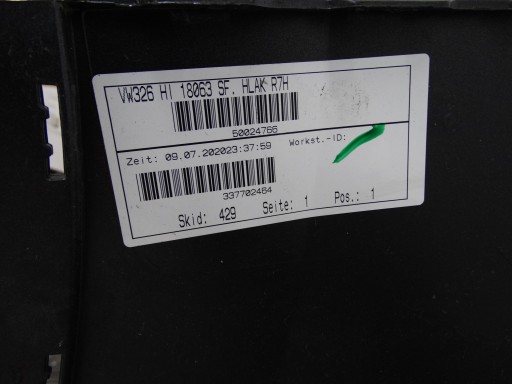 VW326 HI 18063 SF. HLAK R7H
50024766
Zeit: 09.07.202023:37:59 Workst.-ID:
337702464
Skid: 429 Seite: 1 Pos.: 1